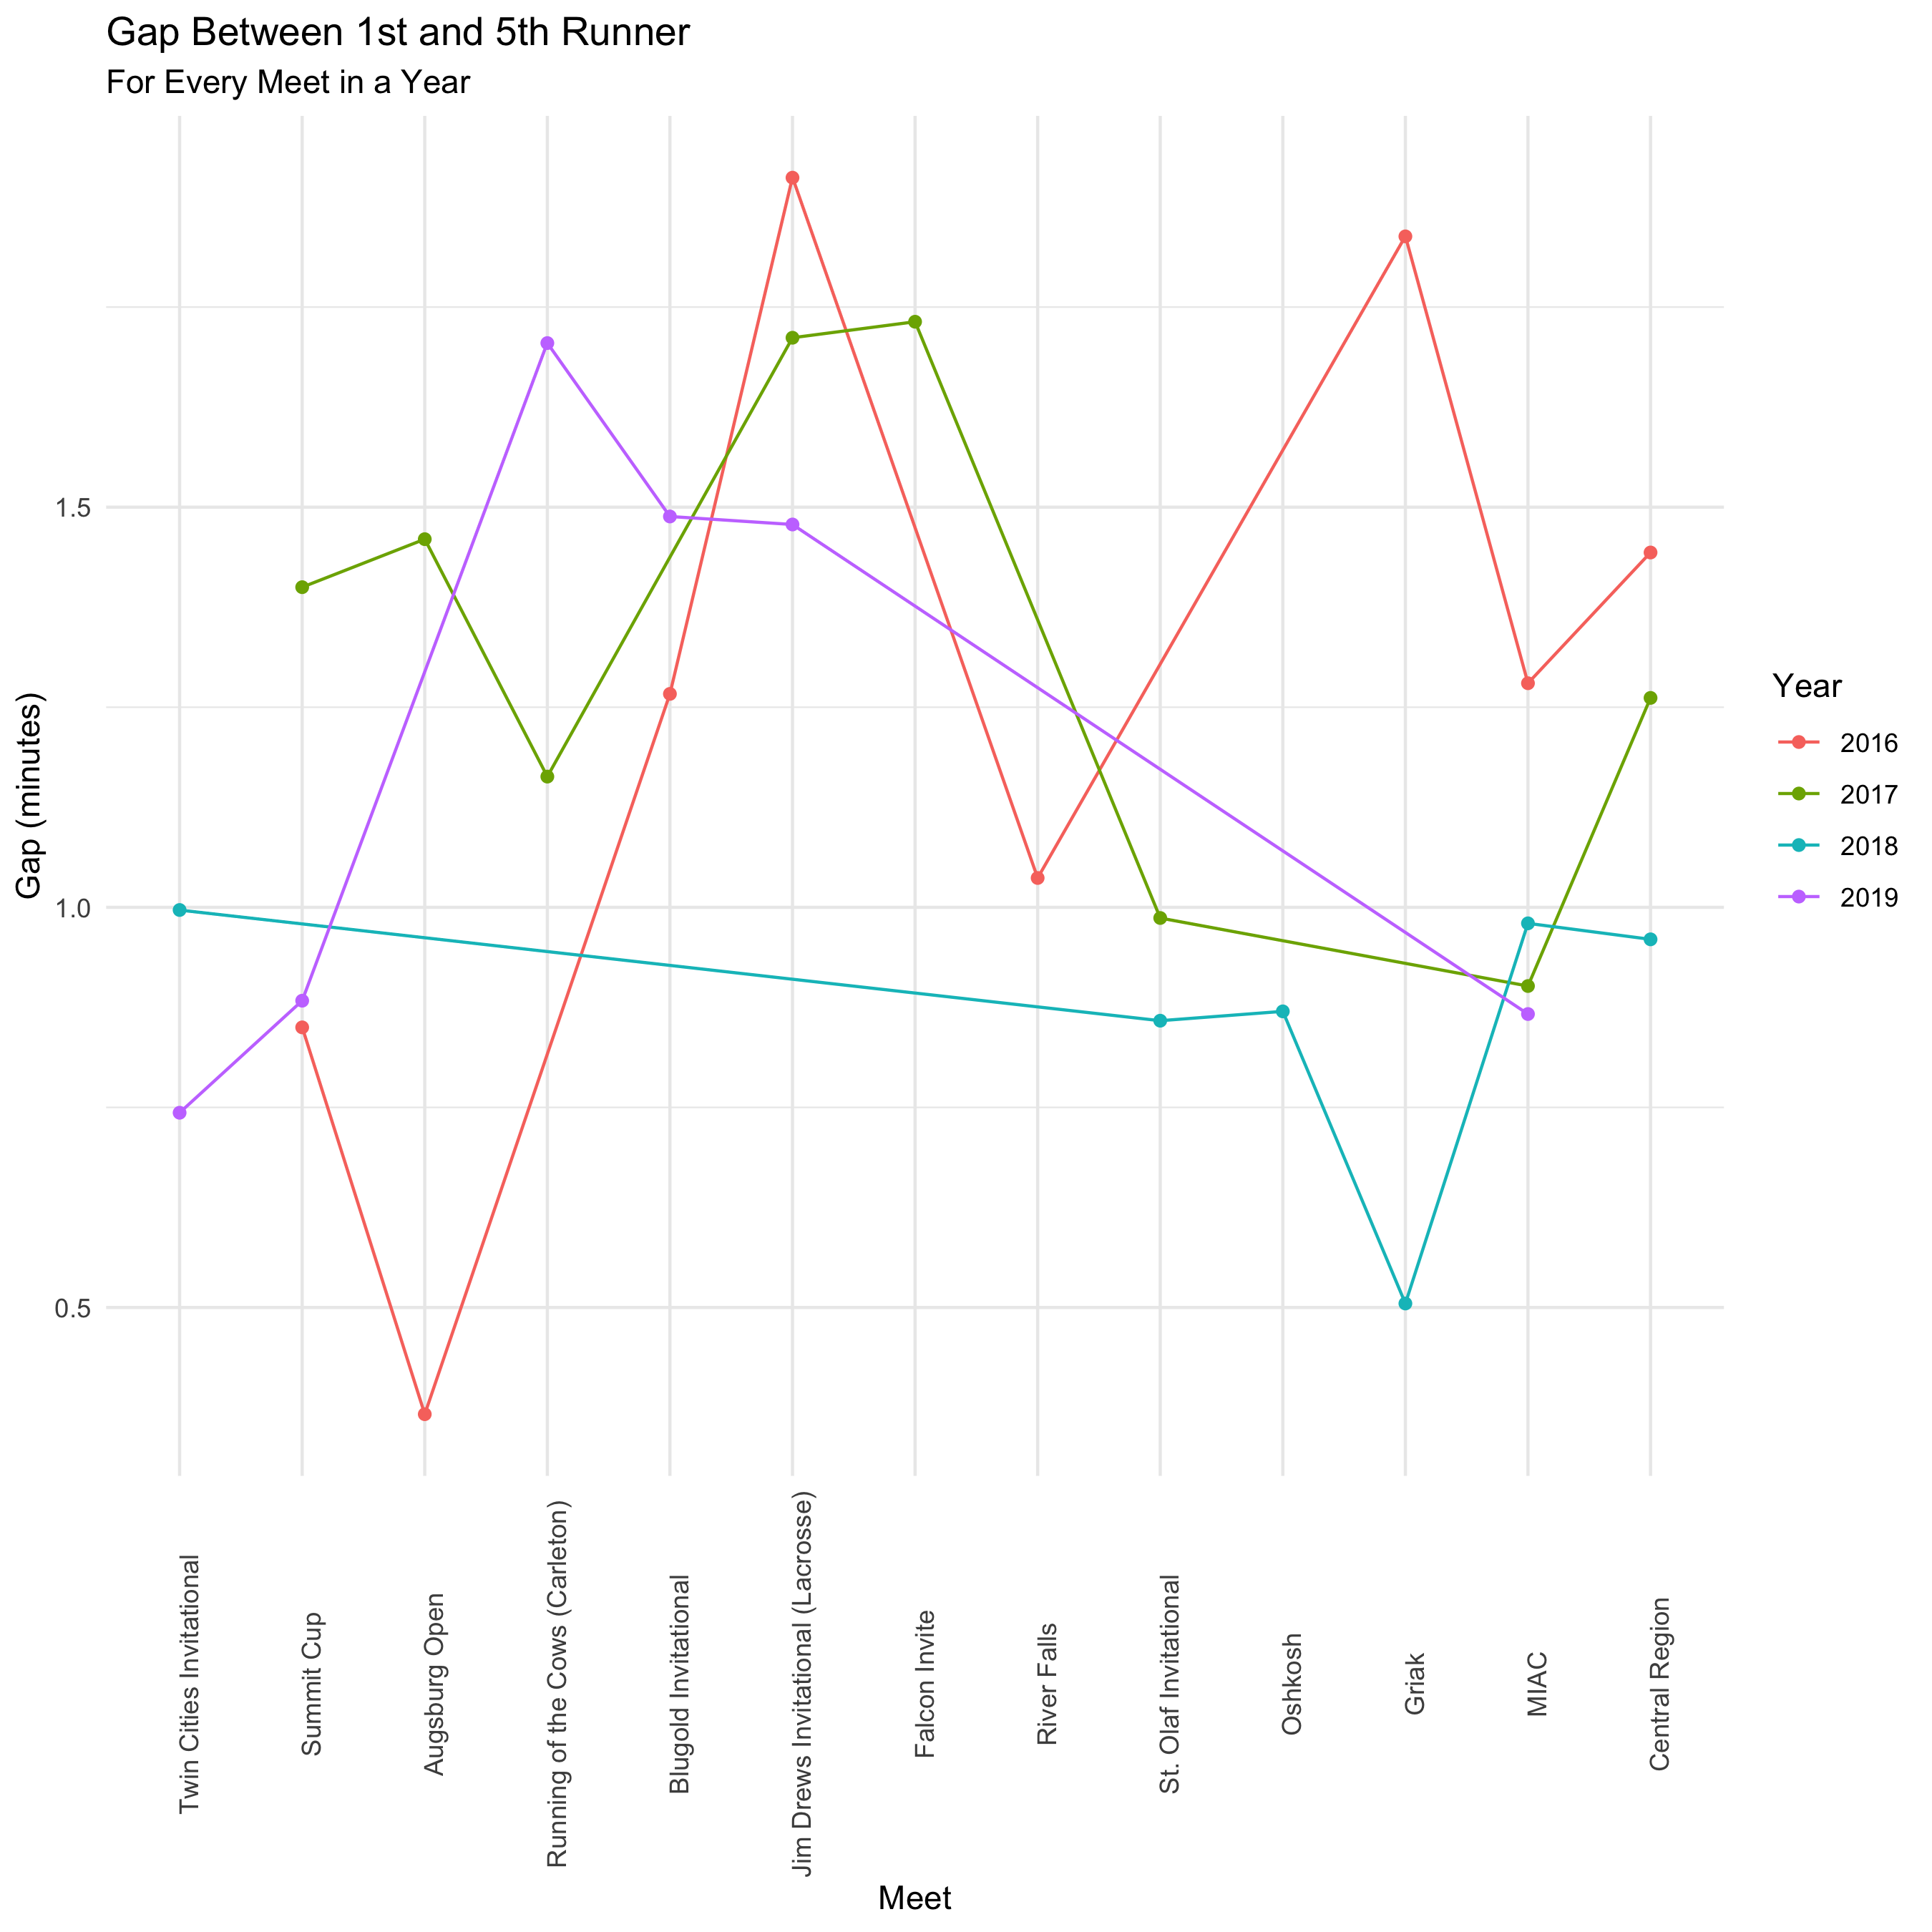 Gap Between 1st and 5th Runner
For Every Meet in a Year
Gap (minutes)
1.5
1.0
0.5
Year
2016
2017
2018
2019
Twin Cities Invitational
Summit Cup
Augsburg Open
Running of the Cows (Carleton)
Blugold Invitational
Jim Drews Invitational (Lacrosse)
Falcon Invite
River Falls
St. Olaf Invitational
Oshkosh
Griak
MIAC
Central Region
Meet